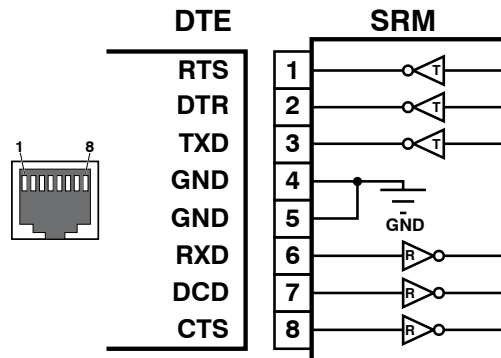 DTE SRM
RTS 1 T
DTR 2 T
TXD 3 T
1 8
GND 4
GND 5
GND
RXD 6 R
DCD 7 R
CTS 8 R